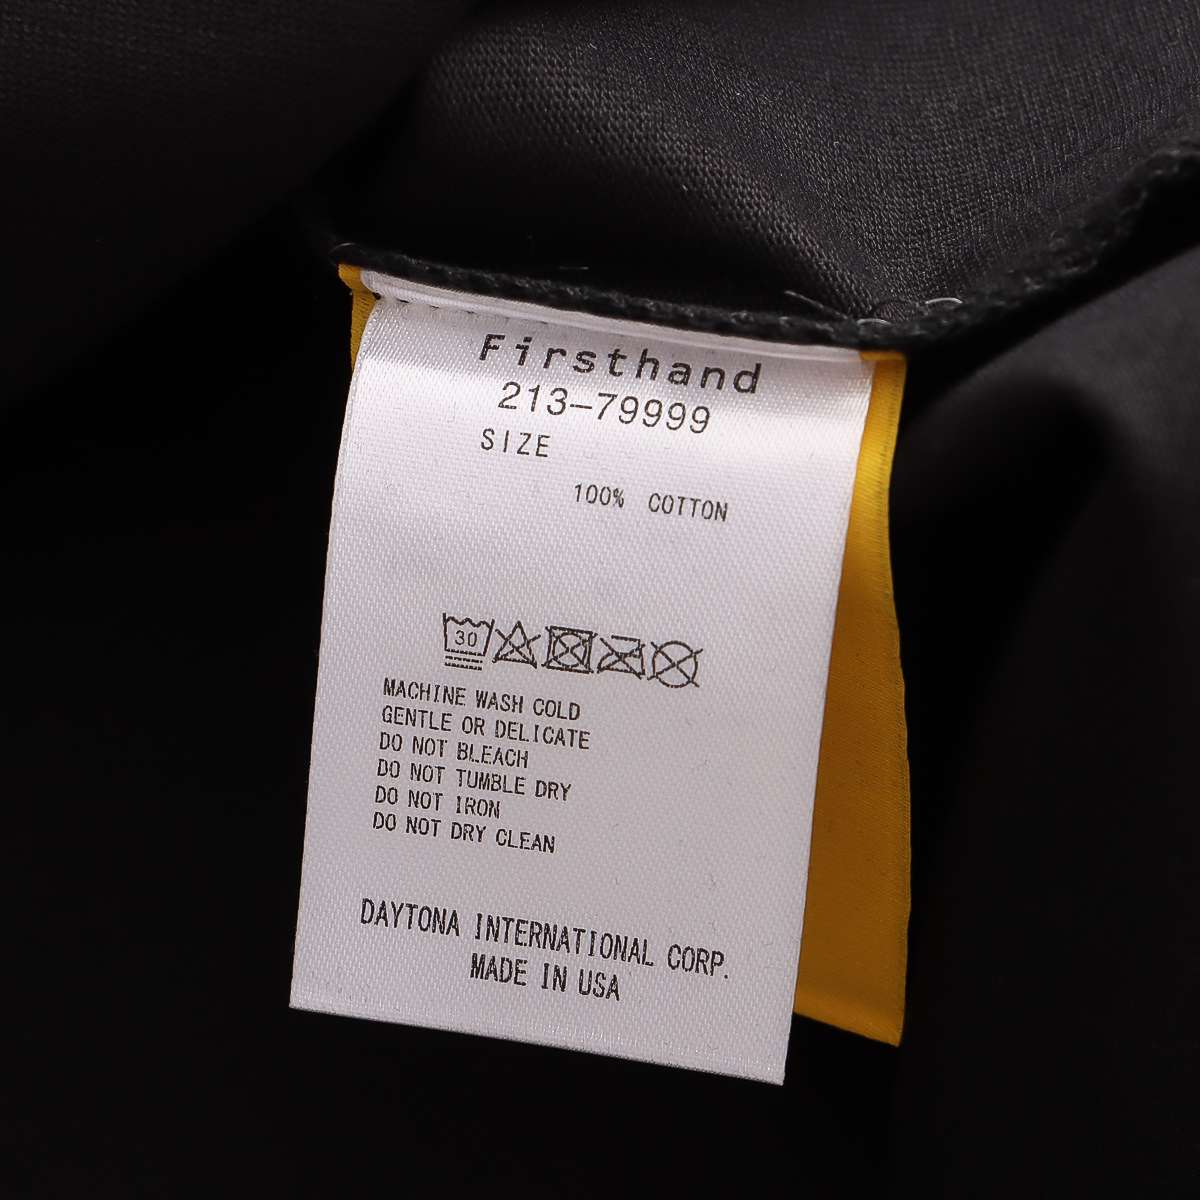 Firsthand
213-79999
SIZE
100% COTTON
30
MACHINE WASH COLD
GENTLE OR DELICATE
DO NOT BLEACH
DO NOT TUMBLE DRY
DO NOT IRON
DO NOT DRY CLEAN
DAYTONA INTERNATIONAL CORP.
MADE IN USA